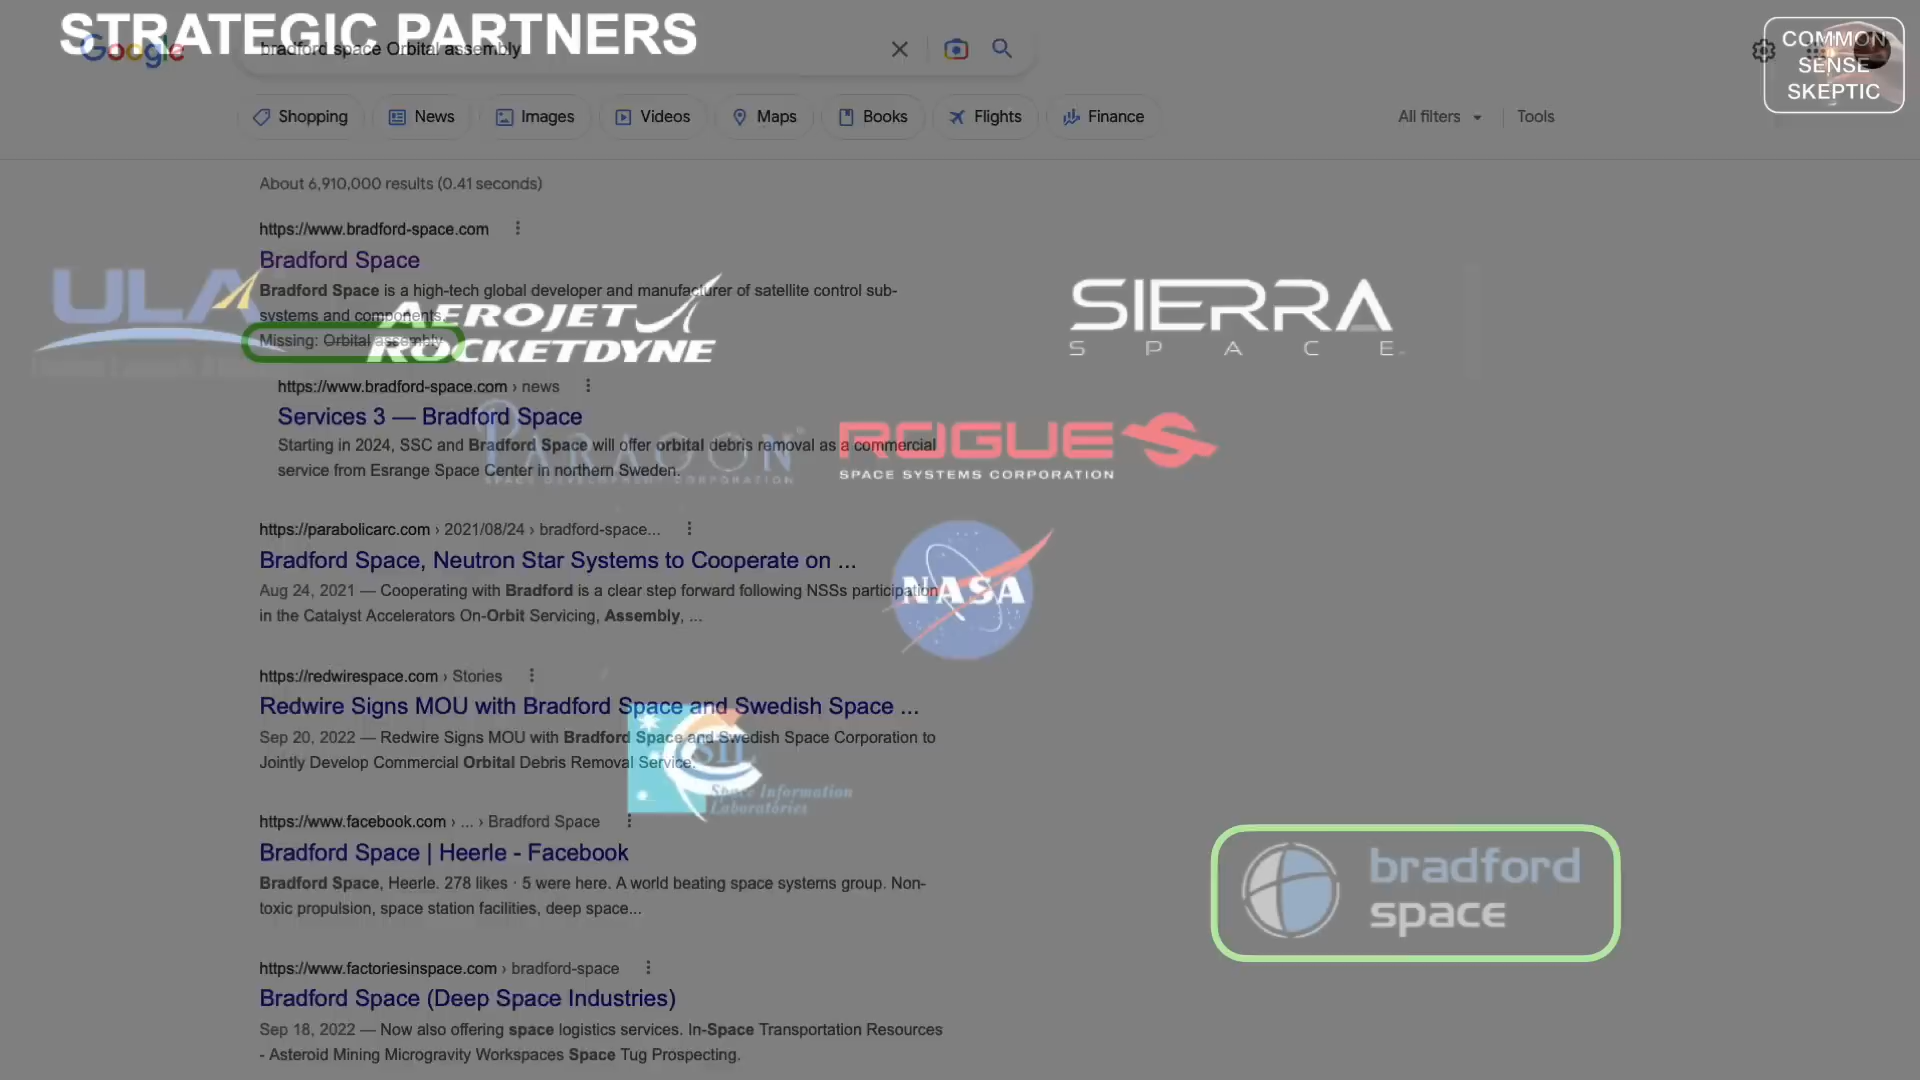 STRATEGIC PARTNERS
Google
bradford space Orbital assembly
COMMON
SENSE
SKEPTIC
Shopping
News
Images
Videos
Maps
Books
Flights
Finance
All filters
Tools
About 6,910,000 results (0.41 seconds)
https://www.bradford-space.com
Bradford Space
Bradford Space is a high-tech global developer and manufacturer of satellite control sub-
systems and components.
Missing: Orbital assembly
ULA
AEROJET
ROCKETDYNE
SIERRA
SPACE
https://www.bradford-space.com › news
Services 3 — Bradford Space
Starting in 2024, SSC and Bradford Space will offer orbital debris removal as a commercial
service from Esrange Space Center in northern Sweden.
PARAGON
SPACE DEVELOPMENT CORPORATION
ROGUE
SPACE SYSTEMS CORPORATION
https://parabolicarc.com › 2021/08/24 › bradford-space...
Bradford Space, Neutron Star Systems to Cooperate on ...
Aug 24, 2021 — Cooperating with Bradford is a clear step forward following NSSs participation
in the Catalyst Accelerators On-Orbit Servicing, Assembly, ...
NASA
https://redwirespace.com › Stories
Redwire Signs MOU with Bradford Space and Swedish Space ...
Sep 20, 2022 — Redwire Signs MOU with Bradford Space and Swedish Space Corporation to
Jointly Develop Commercial Orbital Debris Removal Service.
SIL
Space Information
Laboratories
https://www.facebook.com › ... › Bradford Space
Bradford Space | Heerle - Facebook
Bradford Space, Heerle. 278 likes · 5 were here. A world beating space systems group. Non-
toxic propulsion, space station facilities, deep space...
bradford
space
https://www.factoriesinspace.com › bradford-space
Bradford Space (Deep Space Industries)
Sep 18, 2022 — Now also offering space logistics services. In-Space Transportation Resources
- Asteroid Mining Microgravity Workspaces Space Tug Prospecting.